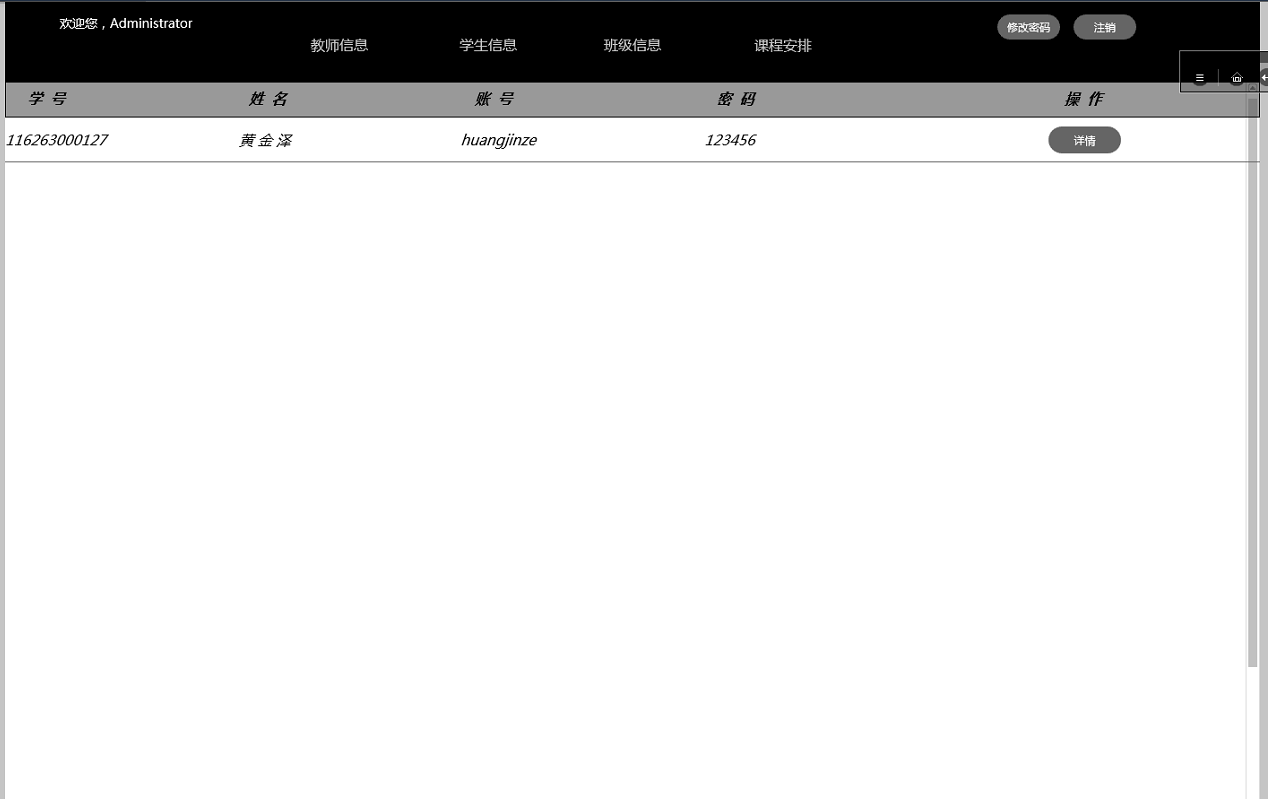 欢迎您，Administrator
修改密码 注销
教师信息 学生信息 班级信息 课程安排
学 号 姓 名 账 号 密 码 操 作
116263000127 黄金泽 huangjinze 123456 详情